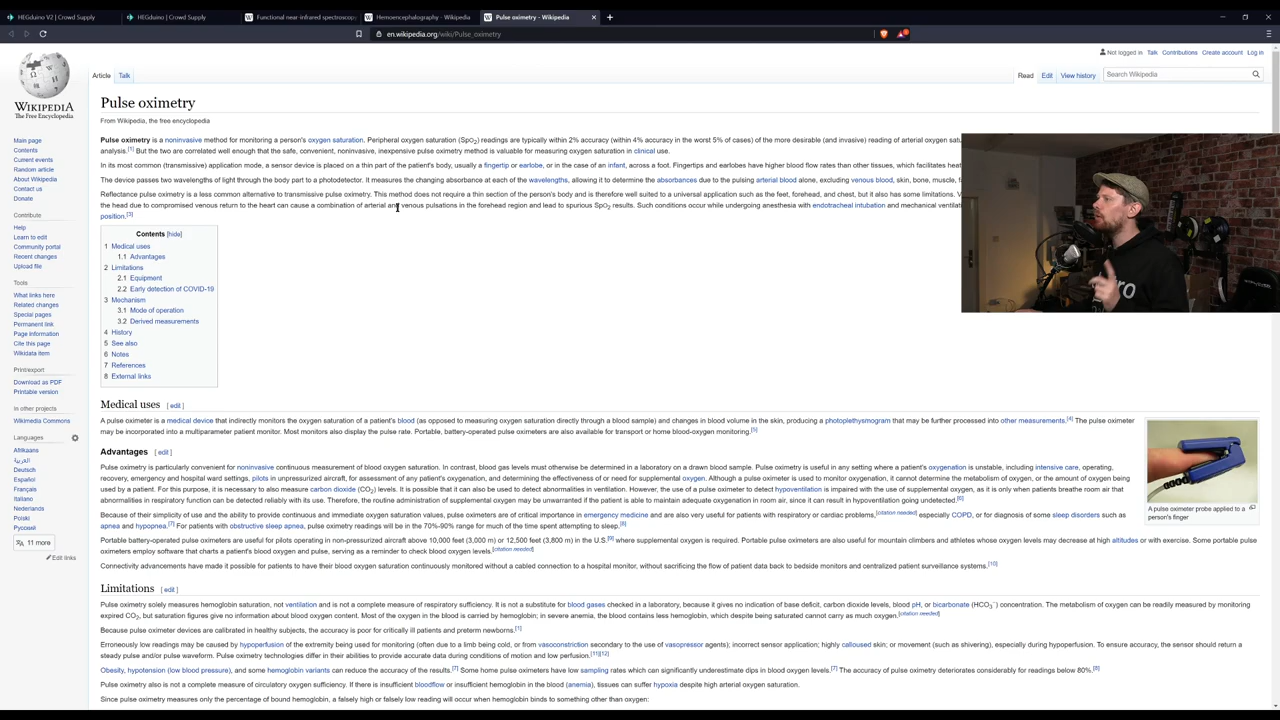 HEGduino V2 | Crowd Supply
HEGduino | Crowd Supply
Functional near-infrared spectroscop
Hemoencephalography - Wikipedia
Pulse oximetry - Wikipedia
en.wikipedia.org/wiki/Pulse_oximetry
Not logged in Talk Contributions Create account Log in
Article Talk
Read Edit View history Search Wikipedia
WIKIPEDIA
The Free Encyclopedia
Main page
Contents
Current events
Random article
About Wikipedia
Contact us
Donate
Contribute
Help
Learn to edit
Community portal
Recent changes
Upload file
Tools
What links here
Related changes
Special pages
Permanent link
Page information
Cite this page
Wikidata item
Print/export
Download as PDF
Printable version
In other projects
Wikimedia Commons
Languages
Afrikaans
العربية
Deutsch
Español
Français
Italiano
Nederlands
Polski
Русский
11 more
Edit links
Pulse oximetry
From Wikipedia, the free encyclopedia
Pulse oximetry is a noninvasive method for monitoring a person's oxygen saturation. Peripheral oxygen saturation (SpO2) readings are typically within 2% accuracy (within 4% accuracy in the worst 5% of cases) of the more desirable (and invasive) reading of arterial oxygen satu
analysis.[1] But the two are correlated well enough that the safe, convenient, noninvasive, inexpensive pulse oximetry method is valuable for measuring oxygen saturation in clinical use.
In its most common (transmissive) application mode, a sensor device is placed on a thin part of the patient's body, usually a fingertip or earlobe, or in the case of an infant, across a foot. Fingertips and earlobes have higher blood flow rates than other tissues, which facilitates heat
The device passes two wavelengths of light through the body part to a photodetector. It measures the changing absorbance at each of the wavelengths, allowing it to determine the absorbances due to the pulsing arterial blood alone, excluding venous blood, skin, bone, muscle, f
Reflectance pulse oximetry is a less common alternative to transmissive pulse oximetry. This method does not require a thin section of the person's body and is therefore well suited to a universal application such as the feet, forehead, and chest, but it also has some limitations. V
the head due to compromised venous return to the heart can cause a combination of arterial and venous pulsations in the forehead region and lead to spurious SpO2 results. Such conditions occur while undergoing anesthesia with endotracheal intubation and mechanical ventilat
position.[3]
Contents [hide]
1 Medical uses
1.1 Advantages
2 Limitations
2.1 Equipment
2.2 Early detection of COVID-19
3 Mechanism
3.1 Mode of operation
3.2 Derived measurements
4 History
5 See also
6 Notes
7 References
8 External links
Medical uses [ edit ]
A pulse oximeter is a medical device that indirectly monitors the oxygen saturation of a patient's blood (as opposed to measuring oxygen saturation directly through a blood sample) and changes in blood volume in the skin, producing a photoplethysmogram that may be further processed into other measurements.[4] The pulse oximeter
may be incorporated into a multiparameter patient monitor. Most monitors also display the pulse rate. Portable, battery-operated pulse oximeters are also available for transport or home blood-oxygen monitoring.[5]
A pulse oximeter probe applied to a
person's finger
Advantages [ edit ]
Pulse oximetry is particularly convenient for noninvasive continuous measurement of blood oxygen saturation. In contrast, blood gas levels must otherwise be determined in a laboratory on a drawn blood sample. Pulse oximetry is useful in any setting where a patient's oxygenation is unstable, including intensive care, operating,
recovery, emergency and hospital ward settings, pilots in unpressurized aircraft, for assessment of any patient's oxygenation, and determining the effectiveness of or need for supplemental oxygen. Although a pulse oximeter is used to monitor oxygenation, it cannot determine the metabolism of oxygen, or the amount of oxygen being
used by a patient. For this purpose, it is necessary to also measure carbon dioxide (CO2) levels. It is possible that it can also be used to detect abnormalities in ventilation. However, the use of a pulse oximeter to detect hypoventilation is impaired with the use of supplemental oxygen, as it is only when patients breathe room air that
abnormalities in respiratory function can be detected reliably with its use. Therefore, the routine administration of supplemental oxygen may be unwarranted if the patient is able to maintain adequate oxygenation in room air, since it can result in hypoventilation going undetected.[6]
Because of their simplicity of use and the ability to provide continuous and immediate oxygen saturation values, pulse oximeters are of critical importance in emergency medicine and are also very useful for patients with respiratory or cardiac problems,[citation needed] especially COPD, or for diagnosis of some sleep disorders such as
apnea and hypopnea.[7] For patients with obstructive sleep apnea, pulse oximetry readings will be in the 70%-90% range for much of the time spent attempting to sleep.[8]
Portable battery-operated pulse oximeters are useful for pilots operating in non-pressurized aircraft above 10,000 feet (3,000 m) or 12,500 feet (3,800 m) in the U.S.[9] where supplemental oxygen is required. Portable pulse oximeters are also useful for mountain climbers and athletes whose oxygen levels may decrease at high altitudes or with exercise. Some portable pulse
oximeters employ software that charts a patient's blood oxygen and pulse, serving as a reminder to check blood oxygen levels.[citation needed]
Connectivity advancements have made it possible for patients to have their blood oxygen saturation continuously monitored without a cabled connection to a hospital monitor, without sacrificing the flow of patient data back to bedside monitors and centralized patient surveillance systems.[10]
Limitations [ edit ]
Pulse oximetry solely measures hemoglobin saturation, not ventilation and is not a complete measure of respiratory sufficiency. It is not a substitute for blood gases checked in a laboratory, because it gives no indication of base deficit, carbon dioxide levels, blood pH, or bicarbonate (HCO3−) concentration. The metabolism of oxygen can be readily measured by monitoring
expired CO2, but saturation figures give no information about blood oxygen content. Most of the oxygen in the blood is carried by hemoglobin; in severe anemia, the blood contains less hemoglobin, which despite being saturated cannot carry as much oxygen.[citation needed]
Because pulse oximeter devices are calibrated in healthy subjects, the accuracy is poor for critically ill patients and preterm newborns.[1]
Erroneously low readings may be caused by hypoperfusion of the extremity being used for monitoring (often due to a limb being cold, or from vasoconstriction secondary to the use of vasopressor agents); incorrect sensor application; highly calloused skin; or movement (such as shivering), especially during hypoperfusion. To ensure accuracy, the sensor should return a
steady pulse and/or pulse waveform. Pulse oximetry technologies differ in their abilities to provide accurate data during conditions of motion and low perfusion.[11][12]
Obesity, hypotension (low blood pressure), and some hemoglobin variants can reduce the accuracy of the results.[7] Some home pulse oximeters have low sampling rates which can significantly underestimate dips in blood oxygen levels.[7] The accuracy of pulse oximetry deteriorates considerably for readings below 80%.[8]
Pulse oximetry also is not a complete measure of circulatory oxygen sufficiency. If there is insufficient bloodflow or insufficient hemoglobin in the blood (anemia), tissues can suffer hypoxia despite high arterial oxygen saturation.
Since pulse oximetry measures only the percentage of bound hemoglobin, a falsely high or falsely low reading will occur when hemoglobin binds to something other than oxygen: